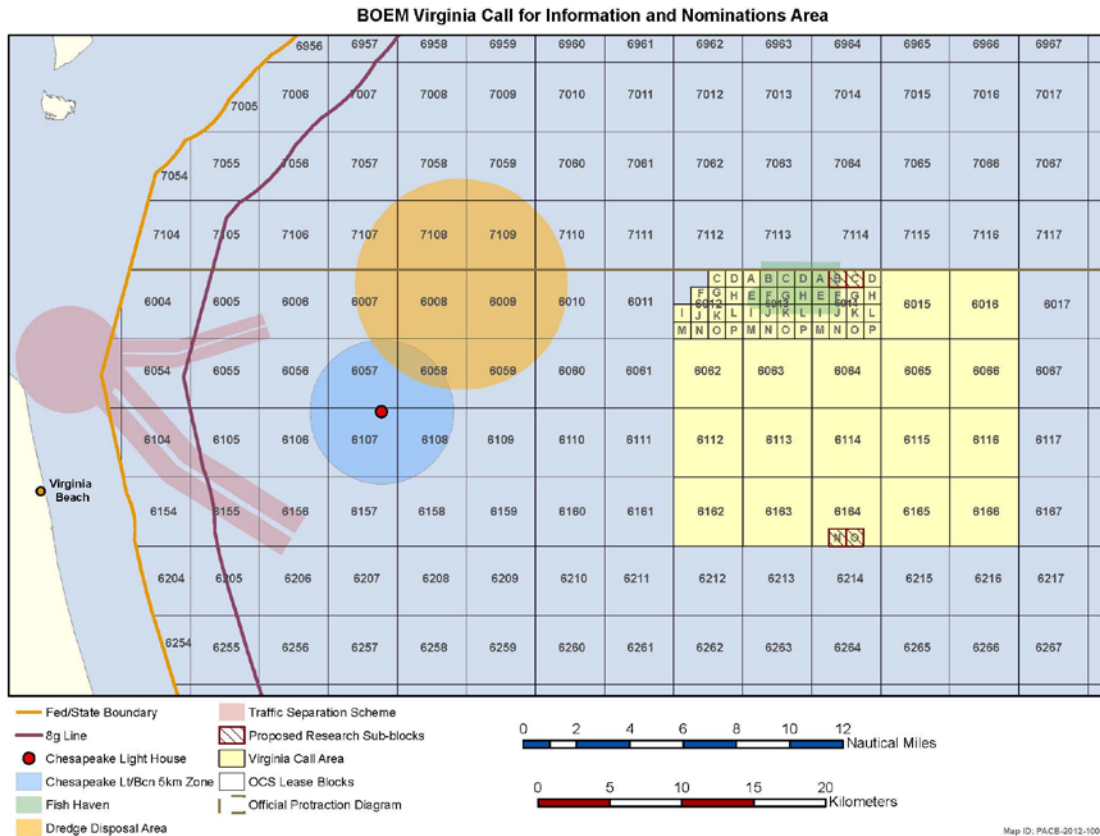 BOEM Virginia Call for Information and Nominations Area
6956 6957 6958 6959 6960 6961 6962 6963 6964 6965 6966 6967
7005 7006 7007 7008 7009 7010 7011 7012 7013 7014 7015 7016 7017
7054 7055 7056 7057 7058 7059 7060 7061 7062 7063 7064 7065 7066 7067
7104 7105 7106 7107 7108 7109 7110 7111 7112 7113 7114 7115 7116 7117
C D A B C D A B C D
6004 6005 6006 6007 6008 6009 6010 6011 F G H E F G H E F G H 6015 6016 6017
6012 6013 6014
I J K L I J K L I J K L
M N O P M N O P M N O P
6054 6055 6056 6057 6058 6059 6060 6061 6062 6063 6064 6065 6066 6067
6104 6105 6106 6107 6108 6109 6110 6111 6112 6113 6114 6115 6116 6117
Virginia
Beach
6154 6155 6156 6157 6158 6159 6160 6161 6162 6163 6164 6165 6166 6167
N O
6204 6205 6206 6207 6208 6209 6210 6211 6212 6213 6214 6215 6216 6217
6254 6255 6256 6257 6258 6259 6260 6261 6262 6263 6264 6265 6266 6267
Fed/State Boundary
8g Line
Chesapeake Light House
Chesapeake Lt/Bcn 5km Zone
Fish Haven
Dredge Disposal Area
Traffic Separation Scheme
Proposed Research Sub-blocks
Virginia Call Area
OCS Lease Blocks
Official Protraction Diagram
0 2 4 6 8 10 12
Nautical Miles
0 5 10 15 20
Kilometers